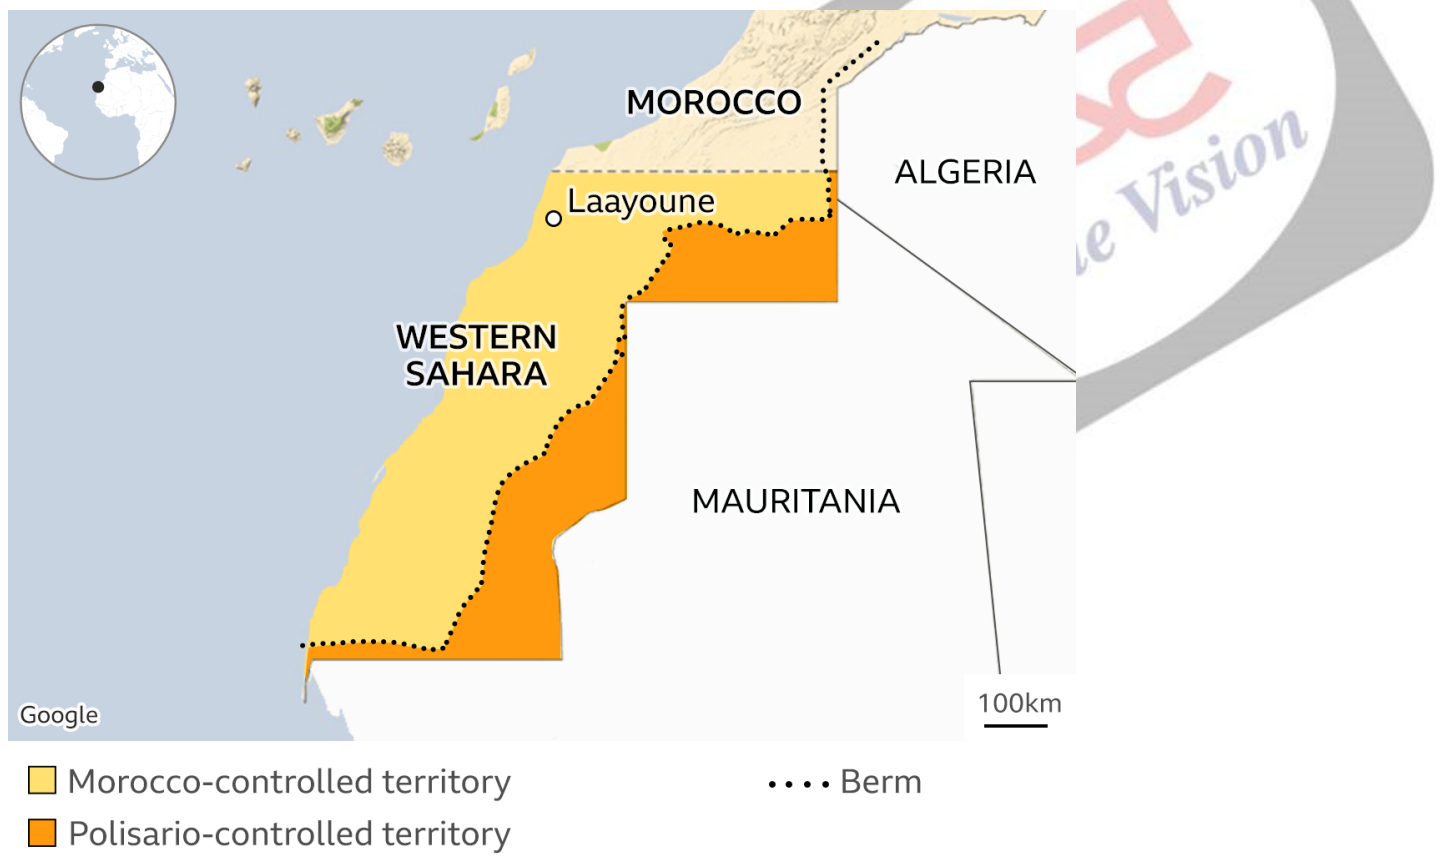 MOROCCO
ALGERIA
Laayoune
WESTERN
SAHARA
MAURITANIA
Google
100km
Morocco-controlled territory
Berm
Polisario-controlled territory
Vision